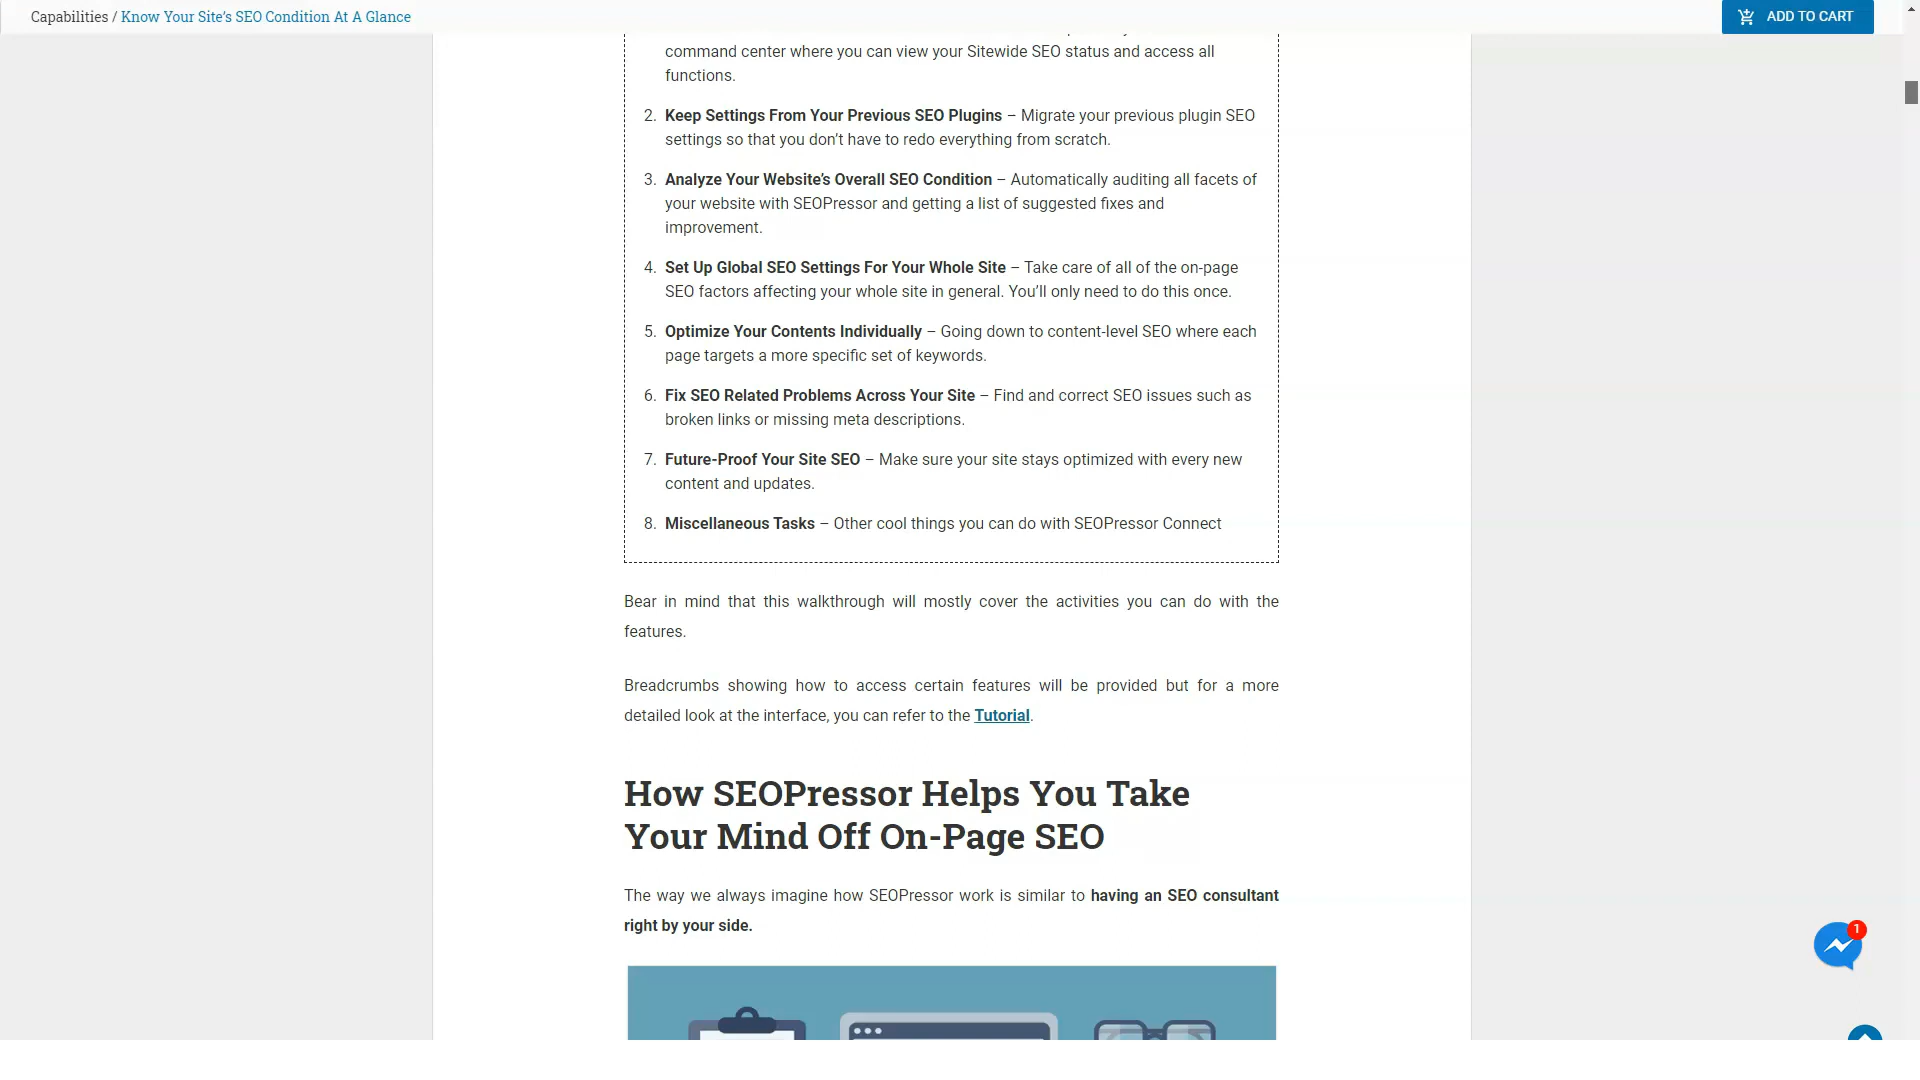 Capabilities / Know Your Site's SEO Condition At A Glance
ADD TO CART
command center where you can view your Sitewide SEO status and access all
functions.
2. Keep Settings From Your Previous SEO Plugins – Migrate your previous plugin SEO
settings so that you don't have to redo everything from scratch.
3. Analyze Your Website's Overall SEO Condition – Automatically auditing all facets of
your website with SEOPressor and getting a list of suggested fixes and
improvement.
4. Set Up Global SEO Settings For Your Whole Site – Take care of all of the on-page
SEO factors affecting your whole site in general. You'll only need to do this once.
5. Optimize Your Contents Individually – Going down to content-level SEO where each
page targets a more specific set of keywords.
6. Fix SEO Related Problems Across Your Site – Find and correct SEO issues such as
broken links or missing meta descriptions.
7. Future-Proof Your Site SEO – Make sure your site stays optimized with every new
content and updates.
8. Miscellaneous Tasks – Other cool things you can do with SEOPressor Connect
Bear in mind that this walkthrough will mostly cover the activities you can do with the
features.
Breadcrumbs showing how to access certain features will be provided but for a more
detailed look at the interface, you can refer to the Tutorial.
How SEOPressor Helps You Take
Your Mind Off On-Page SEO
The way we always imagine how SEOPressor work is similar to having an SEO consultant
right by your side.
1